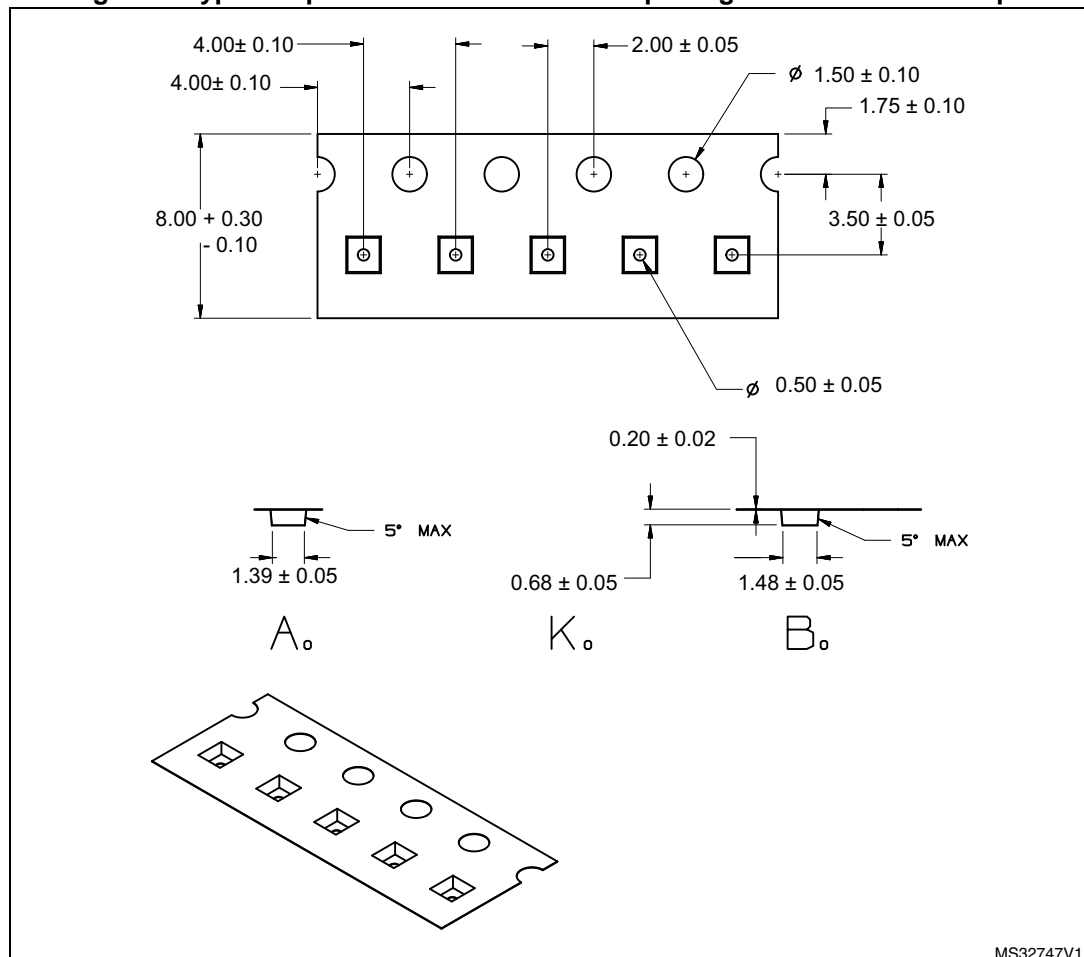 4.00± 0.10
2.00 ± 0.05
4.00± 0.10
ϕ 1.50 ± 0.10
1.75 ± 0.10
8.00 + 0.30
- 0.10
3.50 ± 0.05
ϕ 0.50 ± 0.05
0.20 ± 0.02
5° MAX
5° MAX
1.39 ± 0.05
0.68 ± 0.05
1.48 ± 0.05
A₀
K₀
B₀
MS32747V1